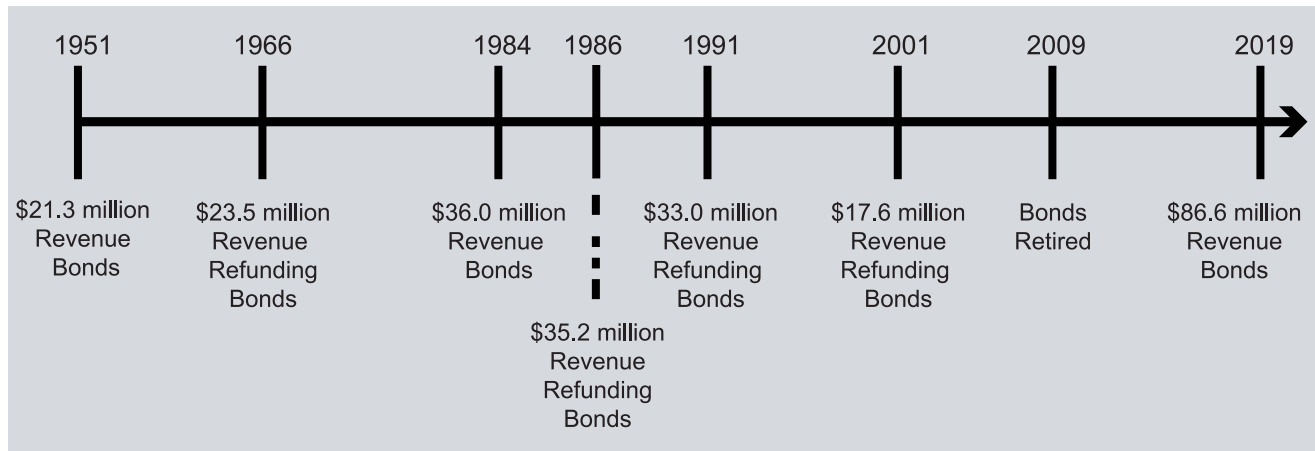 1951
1966
1984
1986
1991
2001
2009
2019
$21.3 million
Revenue
Bonds
$23.5 million
Revenue
Refunding
Bonds
$36.0 million
Revenue
Bonds
$35.2 million
Revenue
Refunding
Bonds
$33.0 million
Revenue
Refunding
Bonds
$17.6 million
Revenue
Refunding
Bonds
Bonds
Retired
$86.6 million
Revenue
Bonds